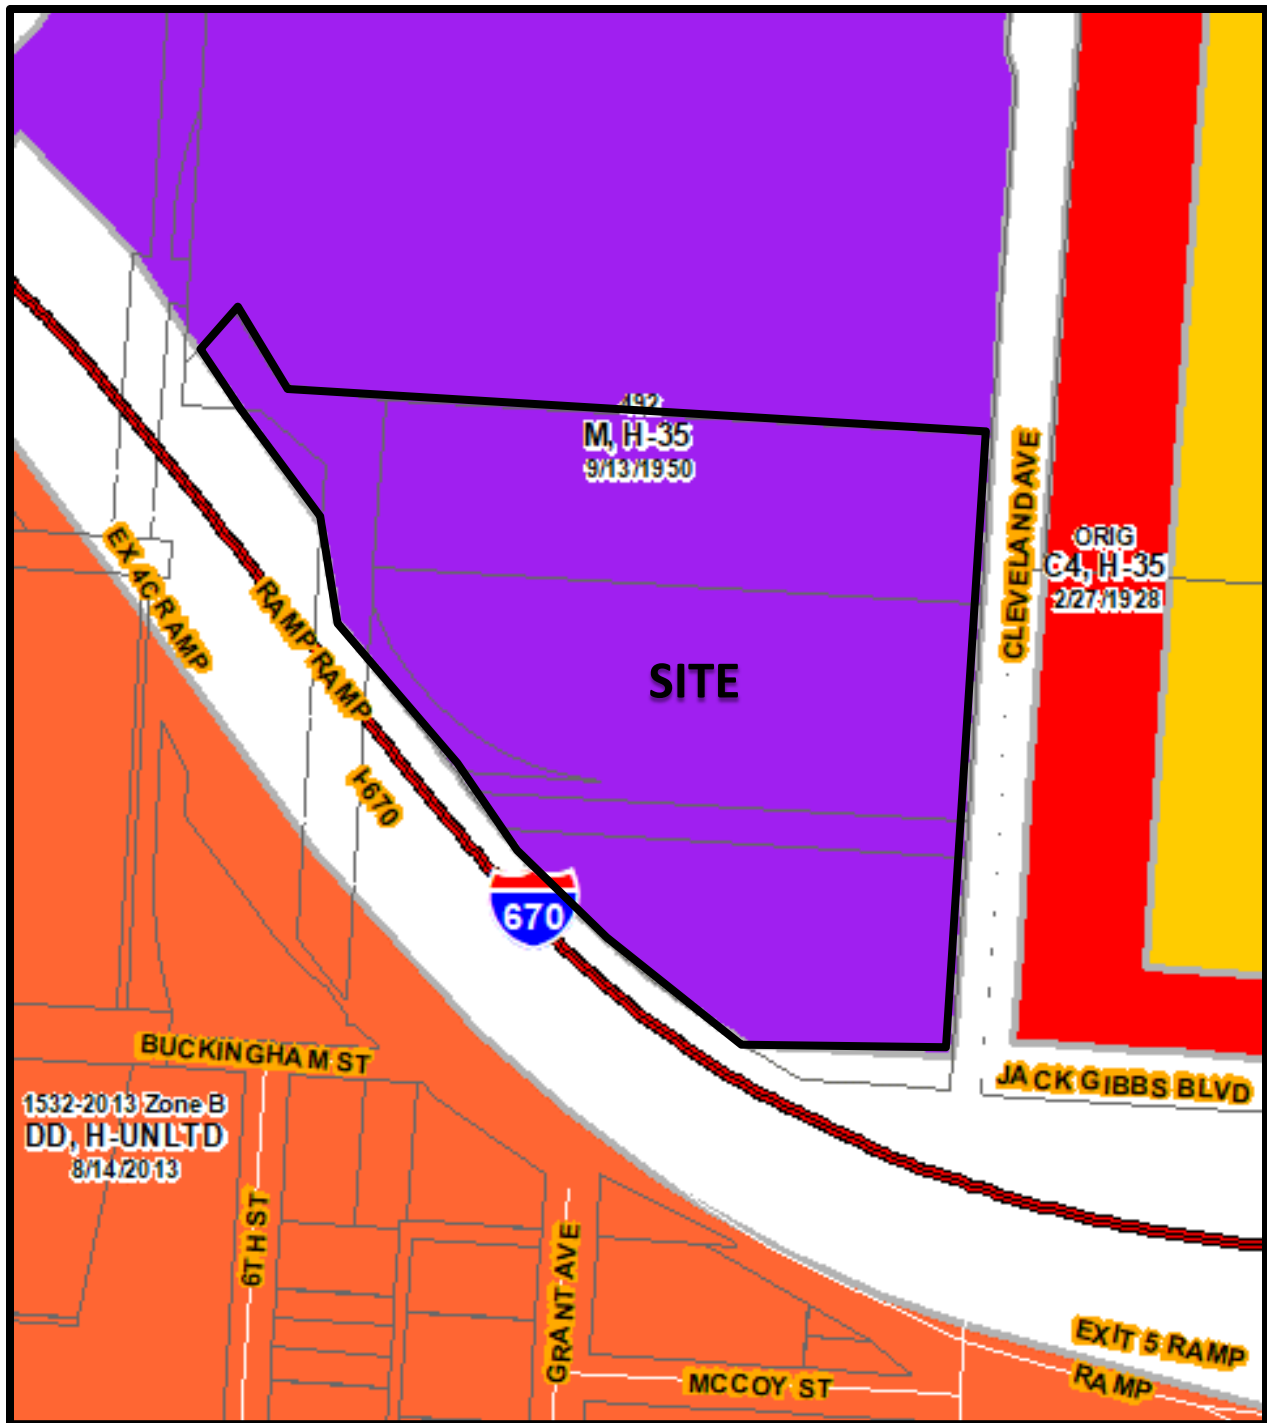 492
M, H-35
9/13/1950
CLEVELAND AVE
ORIG
C4, H-35
2/27/1928
EX 4C RAMP
RAMP RAMP
SITE
I-670
670
BUCKINGHAM ST
JACK GIBBS BLVD
1532-2013 Zone B
DD, H-UNLTD
8/14/2013
6TH ST
GRANT AVE
EXIT 5 RAMP
RAMP
MCCOY ST